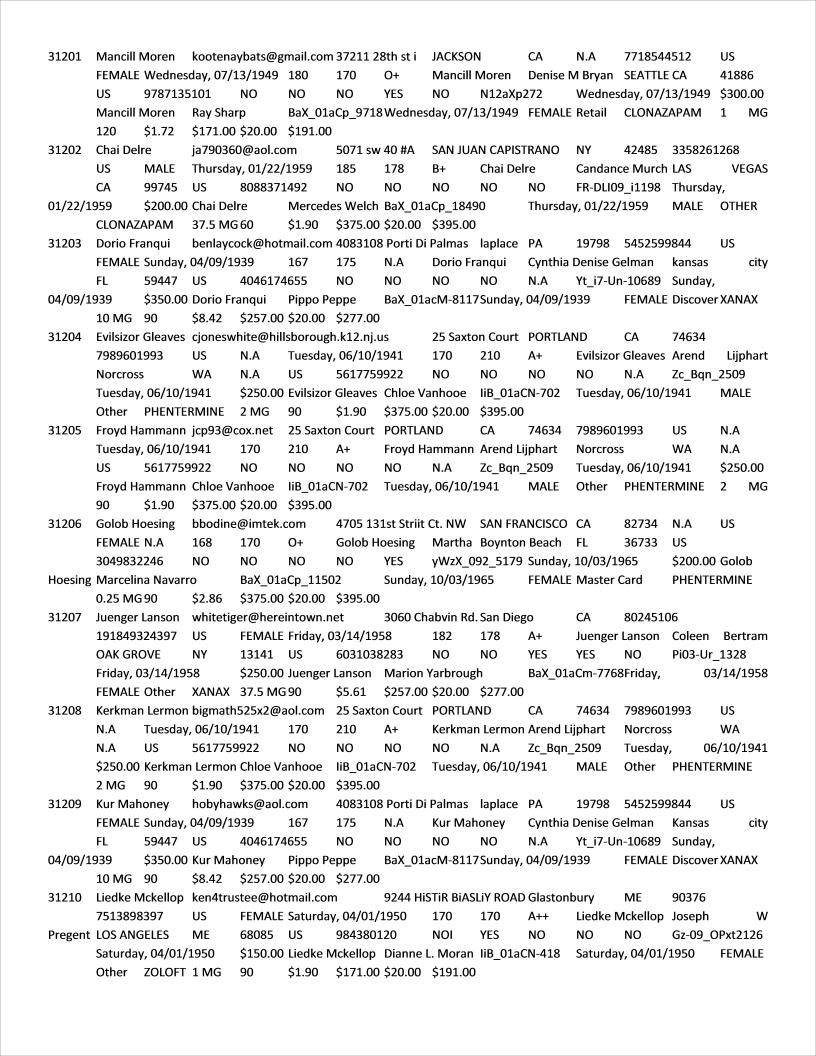 31201 Mancill Moren kootenaybats@gmail.com 37211 28th st i JACKSON CA N.A 7718544512 US
FEMALE Wednesday, 07/13/1949 180 170 O+ Mancill Moren Denise M Bryan SEATTLE CA 41886
US 9787135101 NO NO NO YES NO N12aXp272 Wednesday, 07/13/1949 $300.00
Mancill Moren Ray Sharp BaX_01aCp_9718 Wednesday, 07/13/1949 FEMALE Retail CLONAZAPAM 1 MG
120 $1.72 $171.00 $20.00 $191.00
31202 Chai Delre ja790360@aol.com 5071 sw 40 #A SAN JUAN CAPISTRANO NY 42485 3358261268
US MALE Thursday, 01/22/1959 185 178 B+ Chai Delre Candance Murch LAS VEGAS
CA 99745 US 8088371492 NO NO NO NO NO FR-DLI09_i1198 Thursday,
01/22/1959 $200.00 Chai Delre Mercedes Welch BaX_01aCp_18490 Thursday, 01/22/1959 MALE OTHER
CLONAZAPAM 37.5 MG 60 $1.90 $375.00 $20.00 $395.00
31203 Dorio Franqui benlaycock@hotmail.com 4083108 Porti Di Palmas laplace PA 19798 5452599844 US
FEMALE Sunday, 04/09/1939 167 175 N.A Dorio Franqui Cynthia Denise Gelman kansas city
FL 59447 US 4046174655 NO NO NO NO N.A Yt_i7-Un-10689 Sunday,
04/09/1939 $350.00 Dorio Franqui Pippo Peppe BaX_01acM-8117 Sunday, 04/09/1939 FEMALE Discover XANAX
10 MG 90 $8.42 $257.00 $20.00 $277.00
31204 Evilsizor Gleaves cjoneswhite@hillsborough.k12.nj.us 25 Saxton Court PORTLAND CA 74634
7989601993 US N.A Tuesday, 06/10/1941 170 210 A+ Evilsizor Gleaves Arend Lijphart
Norcross WA N.A US 5617759922 NO NO NO NO N.A Zc_Bqn_2509
Tuesday, 06/10/1941 $250.00 Evilsizor Gleaves Chloe Vanhooe IiB_01aCN-702 Tuesday, 06/10/1941 MALE
Other PHENTERMINE 2 MG 90 $1.90 $375.00 $20.00 $395.00
31205 Froyd Hammann jcp93@cox.net 25 Saxton Court PORTLAND CA 74634 7989601993 US N.A
Tuesday, 06/10/1941 170 210 A+ Froyd Hammann Arend Lijphart Norcross WA N.A
US 5617759922 NO NO NO NO N.A Zc_Bqn_2509 Tuesday, 06/10/1941 $250.00
Froyd Hammann Chloe Vanhooe IiB_01aCN-702 Tuesday, 06/10/1941 MALE Other PHENTERMINE 2 MG
90 $1.90 $375.00 $20.00 $395.00
31206 Golob Hoesing bbodine@imtek.com 4705 131st Striit Ct. NW SAN FRANCISCO CA 82734 N.A US
FEMALE N.A 168 170 O+ Golob Hoesing Martha Boynton Beach FL 36733 US
3049832246 NO NO NO NO YES yWzX_092_5179 Sunday, 10/03/1965 $200.00 Golob
Hoesing Marcelina Navarro BaX_01aCp_11502 Sunday, 10/03/1965 FEMALE Master Card PHENTERMINE
0.25 MG 90 $2.86 $375.00 $20.00 $395.00
31207 Juenger Lanson whitetiger@hereintown.net 3060 Chabvin Rd. San Diego CA 80245106
191849324397 US FEMALE Friday, 03/14/1958 182 178 A+ Juenger Lanson Coleen Bertram
OAK GROVE NY 13141 US 6031038283 NO NO YES YES NO Pi03-Ur_1328
Friday, 03/14/1958 $250.00 Juenger Lanson Marion Yarbrough BaX_01aCm-7768 Friday, 03/14/1958
FEMALE Other XANAX 37.5 MG 90 $5.61 $257.00 $20.00 $277.00
31208 Kerkman Lermon bigmath525x2@aol.com 25 Saxton Court PORTLAND CA 74634 7989601993 US
N.A Tuesday, 06/10/1941 170 210 A+ Kerkman Lermon Arend Lijphart Norcross WA
N.A US 5617759922 NO NO NO NO N.A Zc_Bqn_2509 Tuesday, 06/10/1941
$250.00 Kerkman Lermon Chloe Vanhooe IiB_01aCN-702 Tuesday, 06/10/1941 MALE Other PHENTERMINE
2 MG 90 $1.90 $375.00 $20.00 $395.00
31209 Kur Mahoney hobyhawks@aol.com 4083108 Porti Di Palmas laplace PA 19798 5452599844 US
FEMALE Sunday, 04/09/1939 167 175 N.A Kur Mahoney Cynthia Denise Gelman Kansas city
FL 59447 US 4046174655 NO NO NO NO N.A Yt_i7-Un-10689 Sunday,
04/09/1939 $350.00 Kur Mahoney Pippo Peppe BaX_01acM-8117 Sunday, 04/09/1939 FEMALE Discover XANAX
10 MG 90 $8.42 $257.00 $20.00 $277.00
31210 Liedke Mckellop ken4trustee@hotmail.com 9244 HiSTiR BiASLiY ROAD Glastonbury ME 90376
7513898397 US FEMALE Saturday, 04/01/1950 170 170 A++ Liedke Mckellop Joseph W
Pregent LOS ANGELES ME 68085 US 984380120 NOI YES NO NO NO Gz-09_OPxt2126
Saturday, 04/01/1950 $150.00 Liedke Mckellop Dianne L. Moran IiB_01aCN-418 Saturday, 04/01/1950 FEMALE
Other ZOLOFT 1 MG 90 $1.90 $171.00 $20.00 $191.00